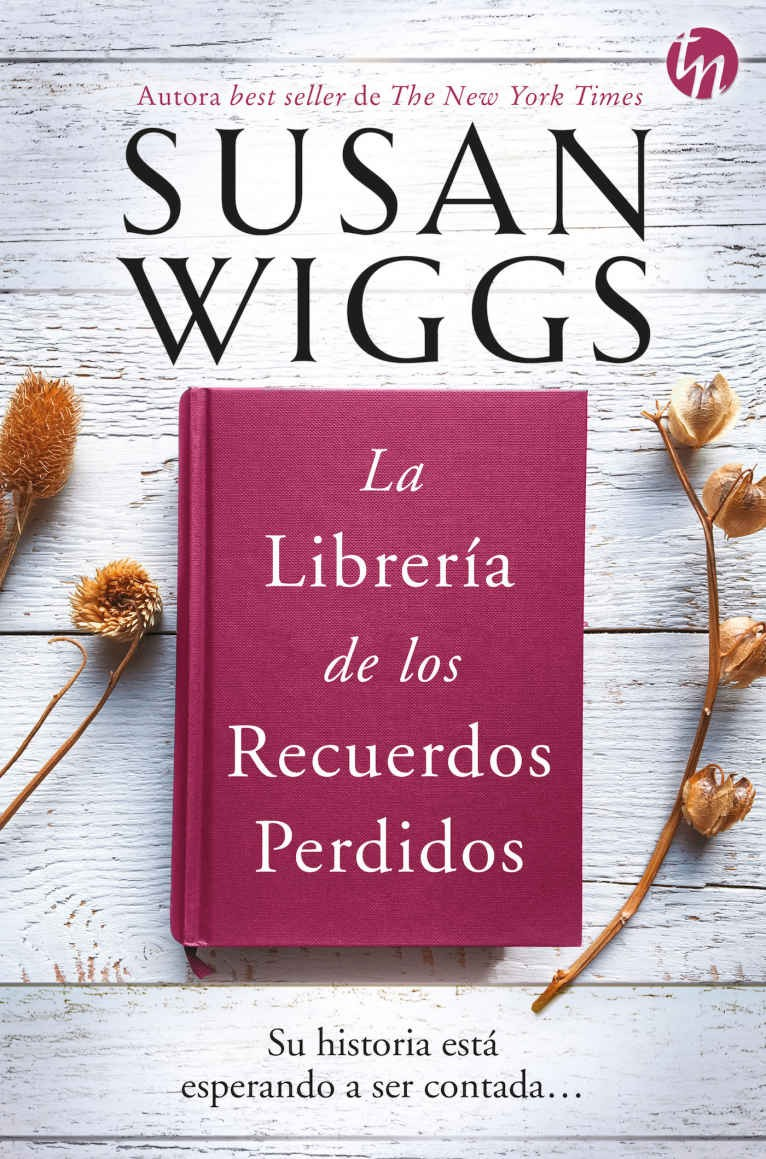 tn
Autora best seller de The New York Times
SUSAN
WIGGS
La
Librería
de los
Recuerdos
Perdidos
Su historia está
esperando a ser contada…